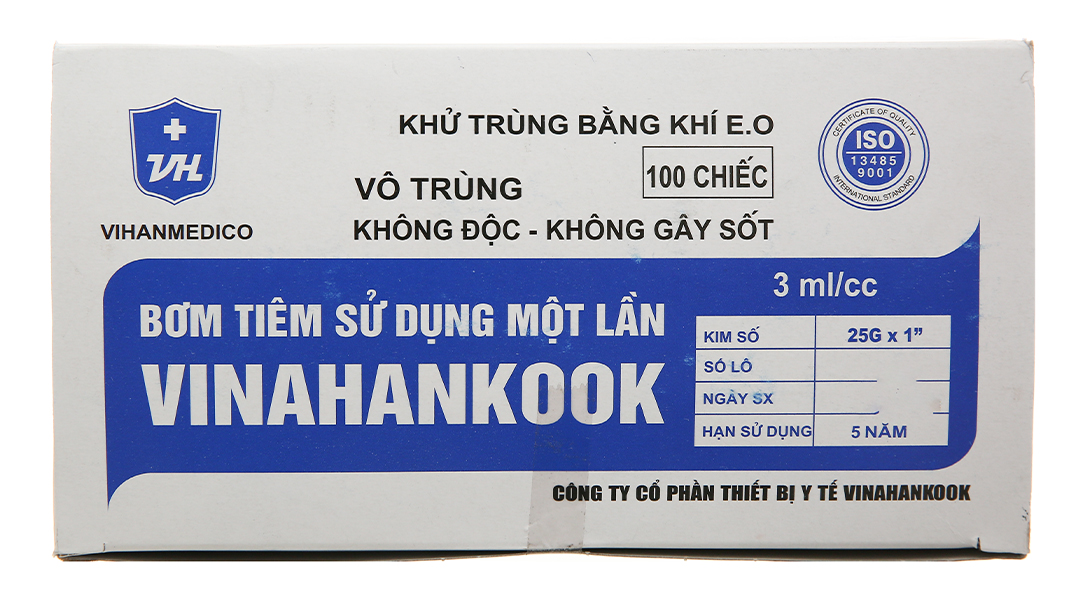 VH
VIHANMEDICO
KHỬ TRÙNG BẰNG KHÍ E.O
100 CHIẾC
VÔ TRÙNG
KHÔNG ĐỘC - KHÔNG GÂY SỐT
CERTIFICATE OF QUALITY
ISO
13485
9001
INTERNATIONAL STANDARD
3 ml/cc
BƠM TIÊM SỬ DỤNG MỘT LẦN
VINAHANKOOK
KIM SỐ 25G x 1”
SỐ LÔ
NGÀY SX
HẠN SỬ DỤNG 5 NĂM
CÔNG TY CỔ PHẦN THIẾT BỊ Y TẾ VINAHANKOOK